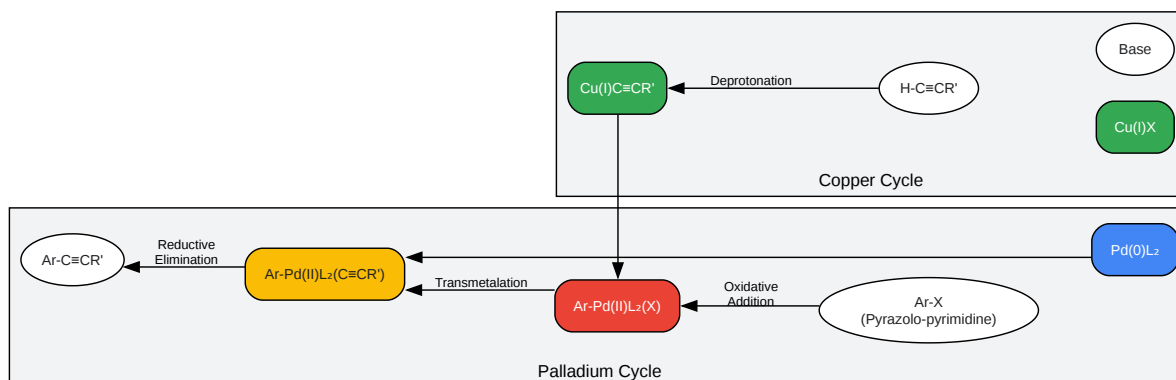 Base
Cu(I)C≡CR'
Deprotonation
H-C≡CR'
Cu(I)X
Copper Cycle
Ar-C≡CR'
Reductive
Elimination
Ar-Pd(II)L₂(C≡CR')
Transmetalation
Ar-Pd(II)L₂(X)
Oxidative
Addition
Ar-X
(Pyrazolo-pyrimidine)
Pd(0)L₂
Palladium Cycle